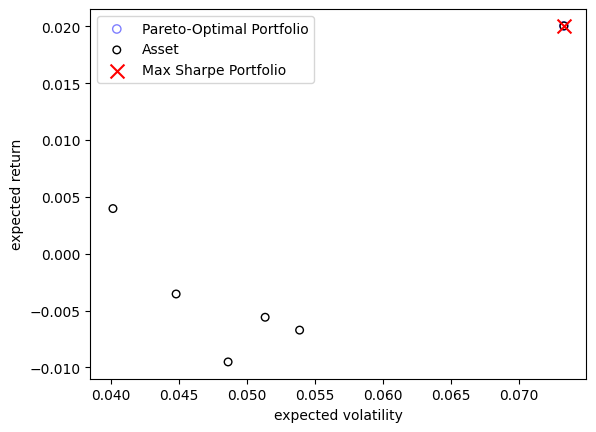 0.020
0.015
0.010
0.005
0.000
−0.005
−0.010
expected return
Pareto-Optimal Portfolio
Asset
Max Sharpe Portfolio
0.040 0.045 0.050 0.055 0.060 0.065 0.070
expected volatility